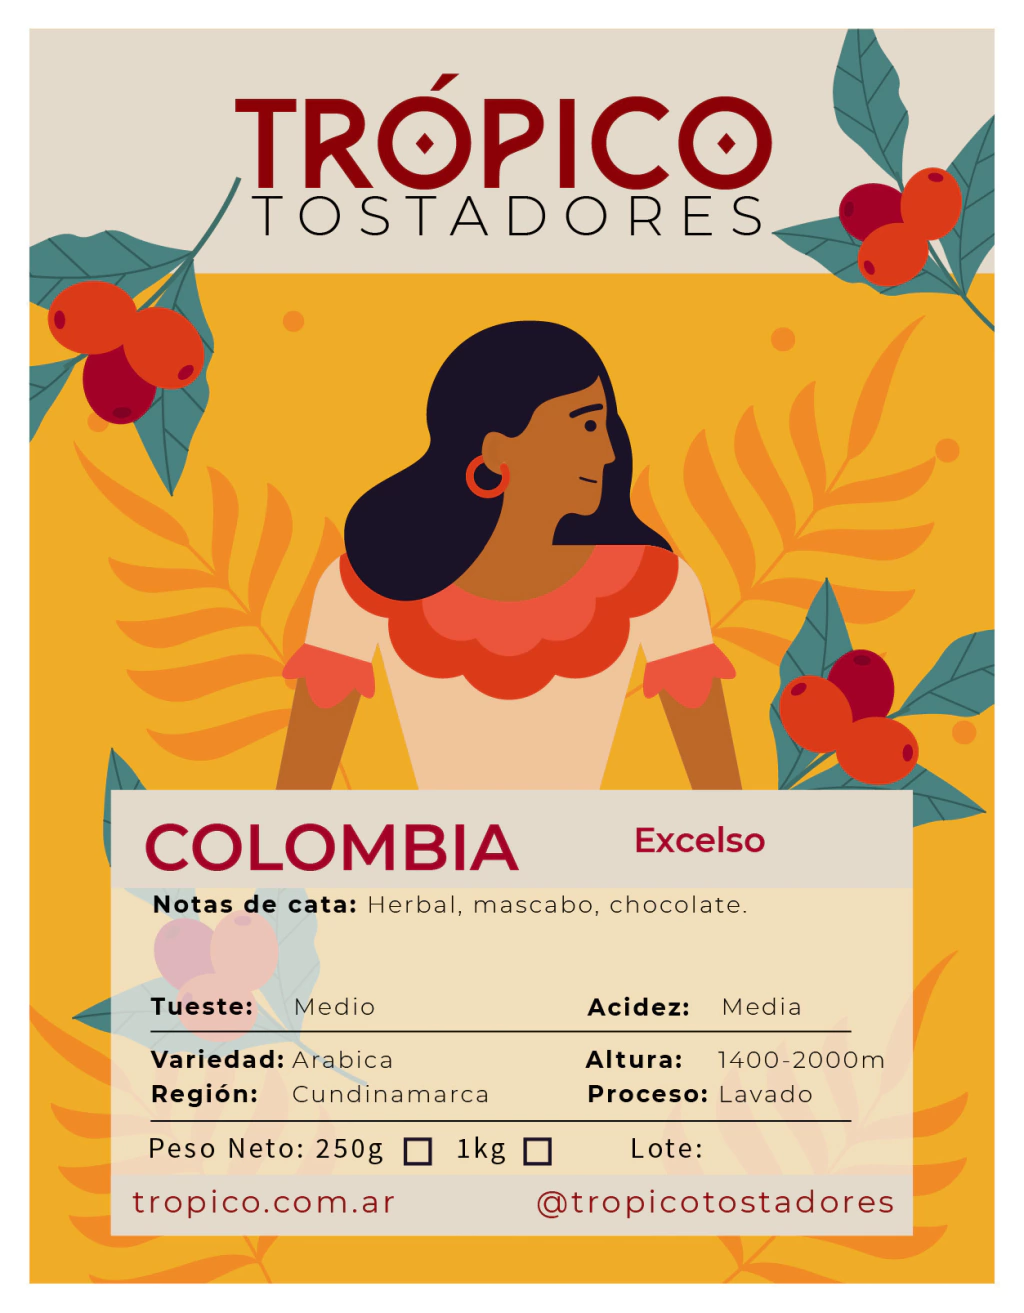 TRÓPICO
TOSTADORES
COLOMBIA Excelso
Notas de cata: Herbal, mascabo, chocolate.
Tueste: Medio Acidez: Media
Variedad: Arabica Altura: 1400-2000m
Región: Cundinamarca Proceso: Lavado
Peso Neto: 250g 1kg Lote:
tropico.com.ar @tropicotostadores